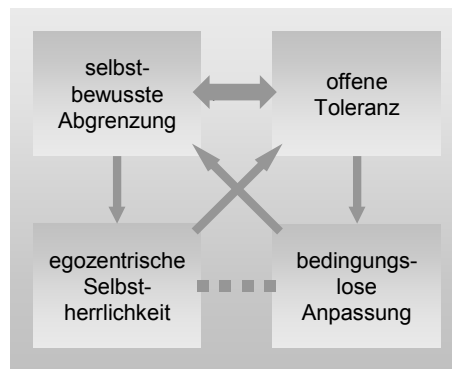 selbst-
bewusste
Abgrenzung
offene
Toleranz
egozentrische
Selbst-
herrlichkeit
bedingungs-
lose
Anpassung